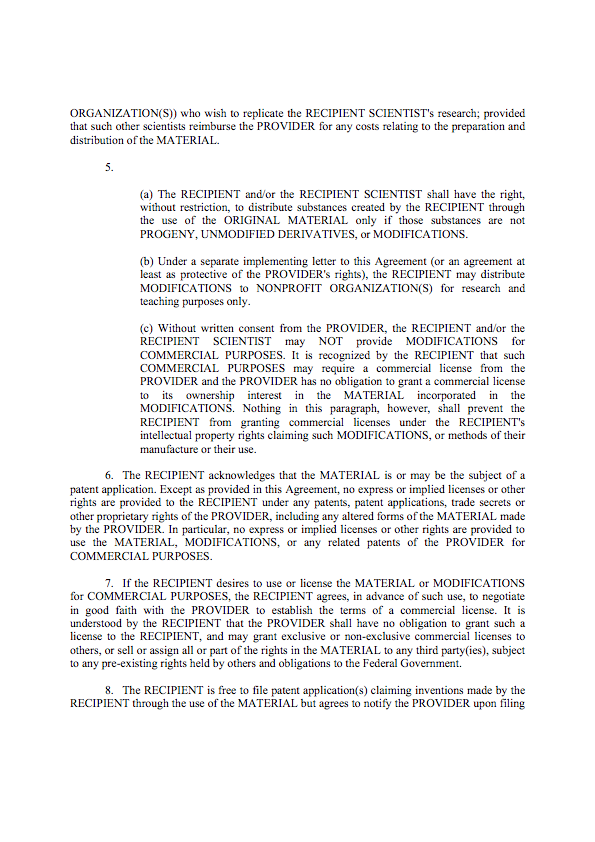 ORGANIZATION(S)) who wish to replicate the RECIPIENT SCIENTIST's research; provided
that such other scientists reimburse the PROVIDER for any costs relating to the preparation and
distribution of the MATERIAL.
5.
(a) The RECIPIENT and/or the RECIPIENT SCIENTIST shall have the right,
without restriction, to distribute substances created by the RECIPIENT through
the use of the ORIGINAL MATERIAL only if those substances are not
PROGENY, UNMODIFIED DERIVATIVES, or MODIFICATIONS.
(b) Under a separate implementing letter to this Agreement (or an agreement at
least as protective of the PROVIDER's rights), the RECIPIENT may distribute
MODIFICATIONS to NONPROFIT ORGANIZATION(S) for research and
teaching purposes only.
(c) Without written consent from the PROVIDER, the RECIPIENT and/or the
RECIPIENT SCIENTIST may NOT provide MODIFICATIONS for
COMMERCIAL PURPOSES. It is recognized by the RECIPIENT that such
COMMERCIAL PURPOSES may require a commercial license from the
PROVIDER and the PROVIDER has no obligation to grant a commercial license
to its ownership interest in the MATERIAL incorporated in the
MODIFICATIONS. Nothing in this paragraph, however, shall prevent the
RECIPIENT from granting commercial licenses under the RECIPIENT's
intellectual property rights claiming such MODIFICATIONS, or methods of their
manufacture or their use.
6. The RECIPIENT acknowledges that the MATERIAL is or may be the subject of a
patent application. Except as provided in this Agreement, no express or implied licenses or other
rights are provided to the RECIPIENT under any patents, patent applications, trade secrets or
other proprietary rights of the PROVIDER, including any altered forms of the MATERIAL made
by the PROVIDER. In particular, no express or implied licenses or other rights are provided to
use the MATERIAL, MODIFICATIONS, or any related patents of the PROVIDER for
COMMERCIAL PURPOSES.
7. If the RECIPIENT desires to use or license the MATERIAL or MODIFICATIONS
for COMMERCIAL PURPOSES, the RECIPIENT agrees, in advance of such use, to negotiate
in good faith with the PROVIDER to establish the terms of a commercial license. It is
understood by the RECIPIENT that the PROVIDER shall have no obligation to grant such a
license to the RECIPIENT, and may grant exclusive or non-exclusive commercial licenses to
others, or sell or assign all or part of the rights in the MATERIAL to any third party(ies), subject
to any pre-existing rights held by others and obligations to the Federal Government.
8. The RECIPIENT is free to file patent application(s) claiming inventions made by the
RECIPIENT through the use of the MATERIAL but agrees to notify the PROVIDER upon filing